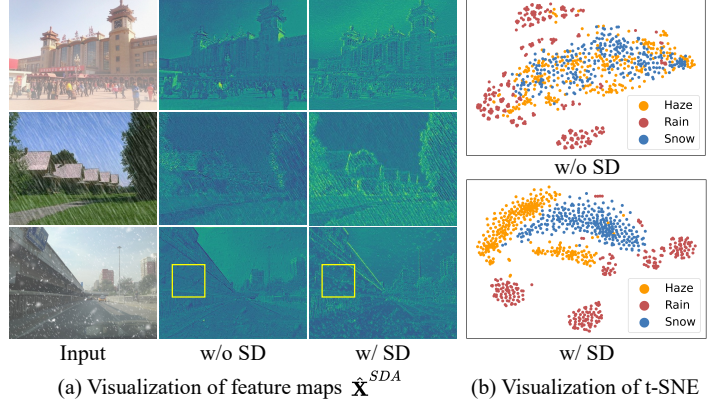 Haze
Rain
Snow
w/o SD
Haze
Rain
Snow
Input w/o SD w/ SD w/ SD
(a) Visualization of feature maps X̂^SDA (b) Visualization of t-SNE